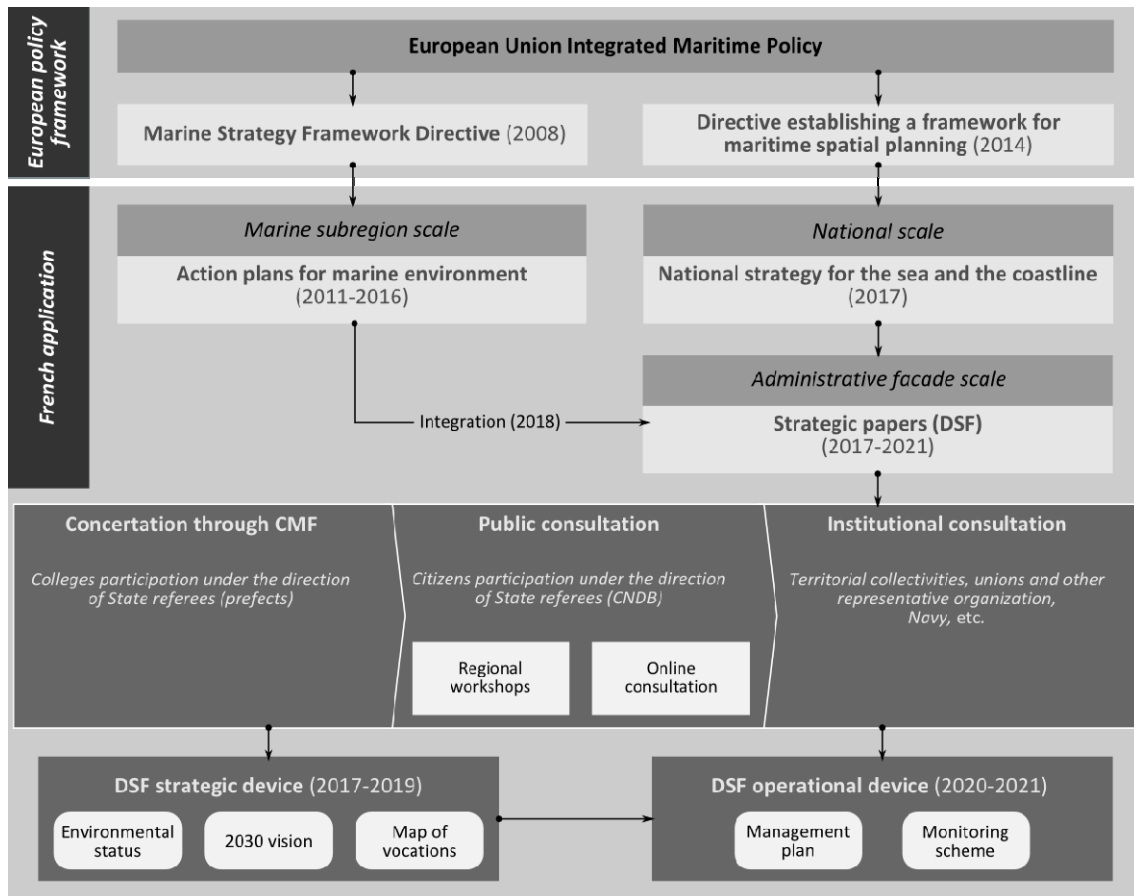 European policy
framework
European Union Integrated Maritime Policy
Marine Strategy Framework Directive (2008)
Directive establishing a framework for
maritime spatial planning (2014)
French application
Marine subregion scale
Action plans for marine environment
(2011-2016)
National scale
National strategy for the sea and the coastline
(2017)
Administrative facade scale
Strategic papers (DSF)
(2017-2021)
Integration (2018)
Concertation through CMF
Colleges participation under the direction
of State referees (prefects)
Public consultation
Citizens participation under the direction
of State referees (CNDB)
Regional
workshops
Online
consultation
Institutional consultation
Territorial collectivities, unions and other
representative organization,
Navy, etc.
DSF strategic device (2017-2019)
Environmental
status
2030 vision
Map of
vocations
DSF operational device (2020-2021)
Management
plan
Monitoring
scheme